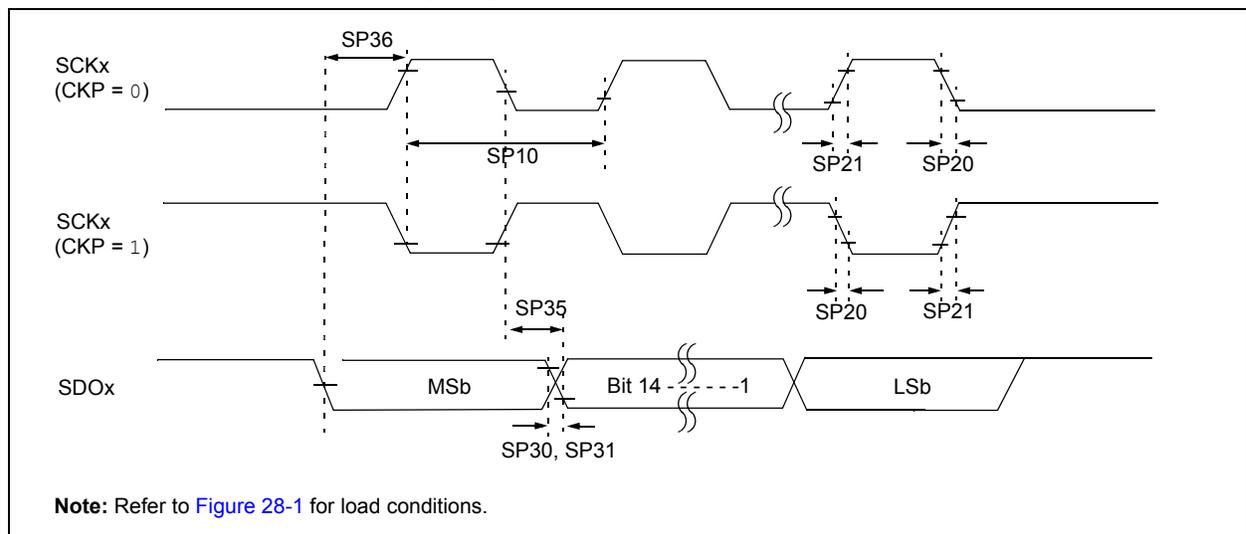 SP36
SCKx
(CKP = 0)
SP10
SP21
SP20
SCKx
(CKP = 1)
SP35
SP20
SP21
SDOx
MSb
Bit 14 - - - - - -1
LSb
SP30, SP31
Note: Refer to Figure 28-1 for load conditions.